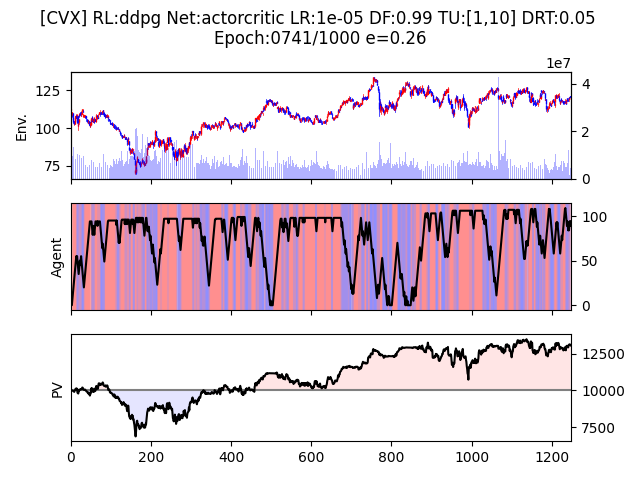 [CVX] RL:ddpg Net:actorcritic LR:1e-05 DF:0.99 TU:[1,10] DRT:0.05
Epoch:0741/1000 e=0.26
1e7
125
100
75
Env.
4
2
0
Agent
100
50
0
PV
12500
10000
7500
0 200 400 600 800 1000 1200